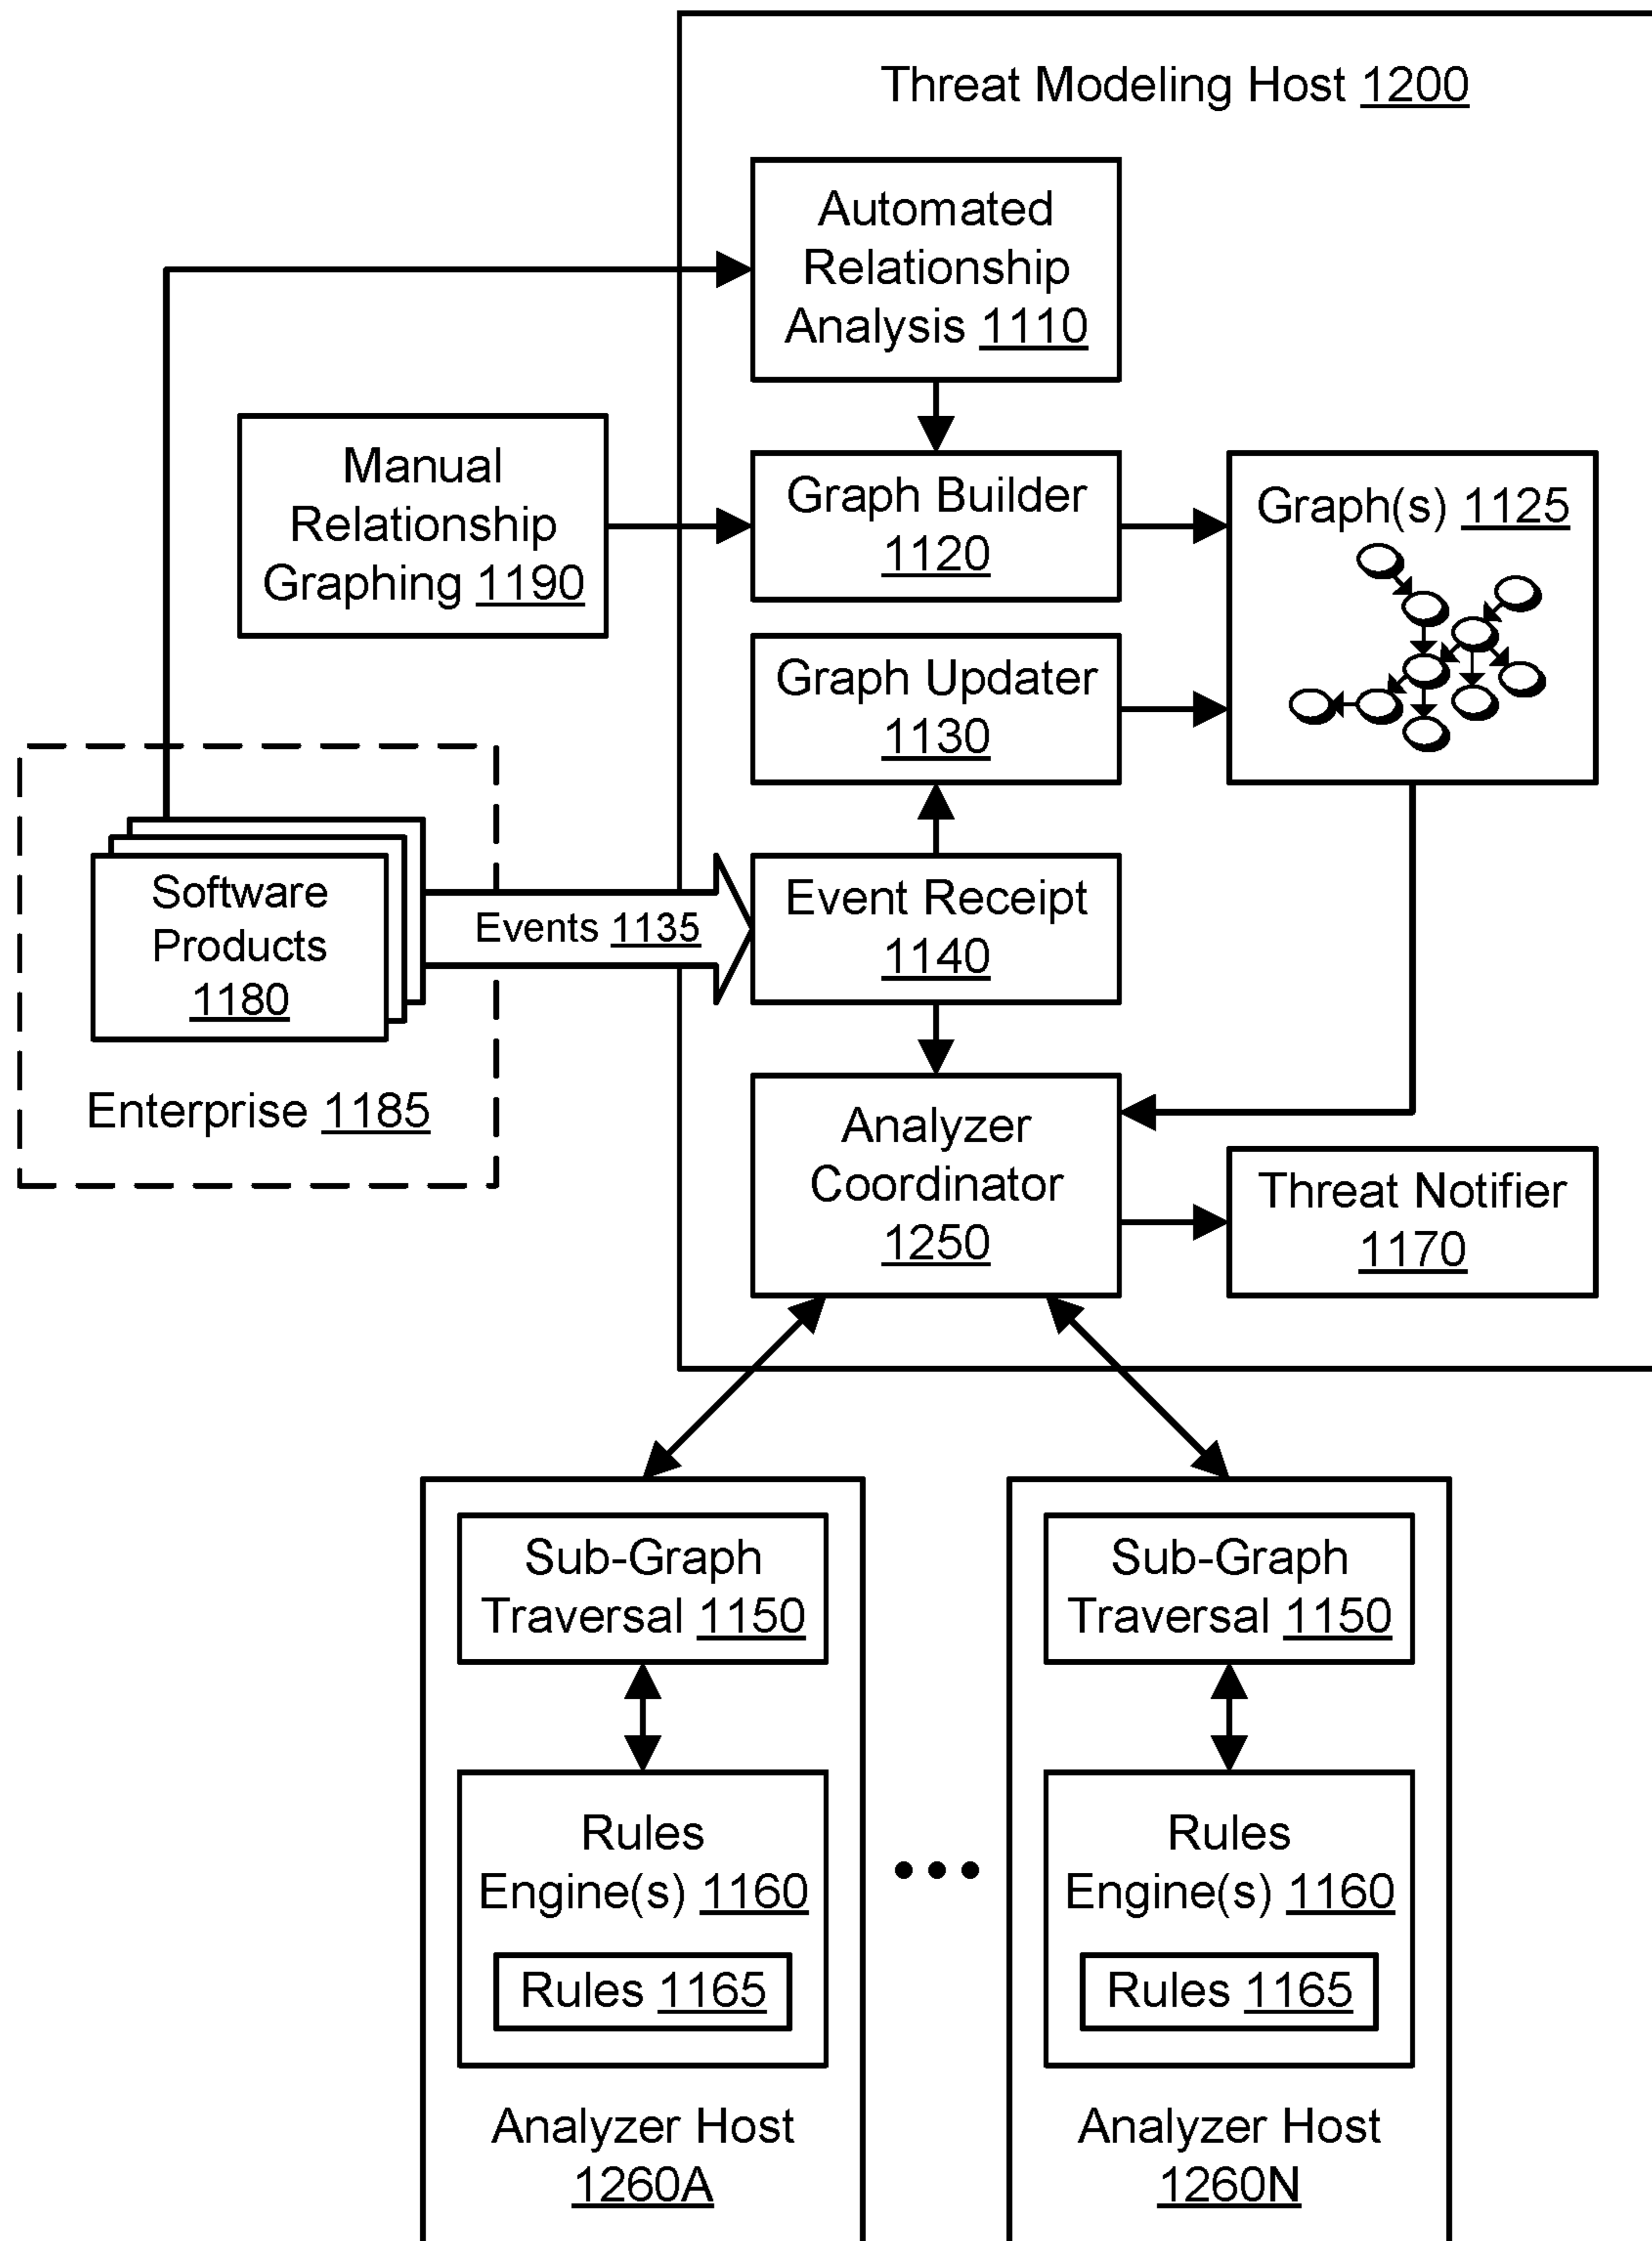 Threat Modeling Host 1200
Automated
Relationship
Analysis 1110
Manual
Relationship
Graphing 1190
Graph Builder
1120
Graph(s) 1125
Graph Updater
1130
Software
Products
1180
Enterprise 1185
Events 1135
Event Receipt
1140
Analyzer
Coordinator
1250
Threat Notifier
1170
Sub-Graph
Traversal 1150
Rules
Engine(s) 1160
Rules 1165
Analyzer Host
1260A
Sub-Graph
Traversal 1150
Rules
Engine(s) 1160
Rules 1165
Analyzer Host
1260N